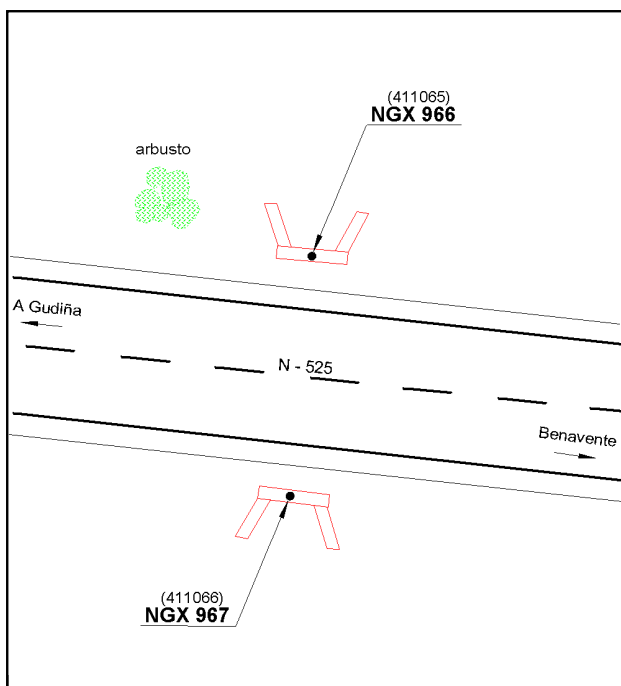 (411065)
NGX 966
arbusto
A Gudiña
N - 525
Benavente
(411066)
NGX 967